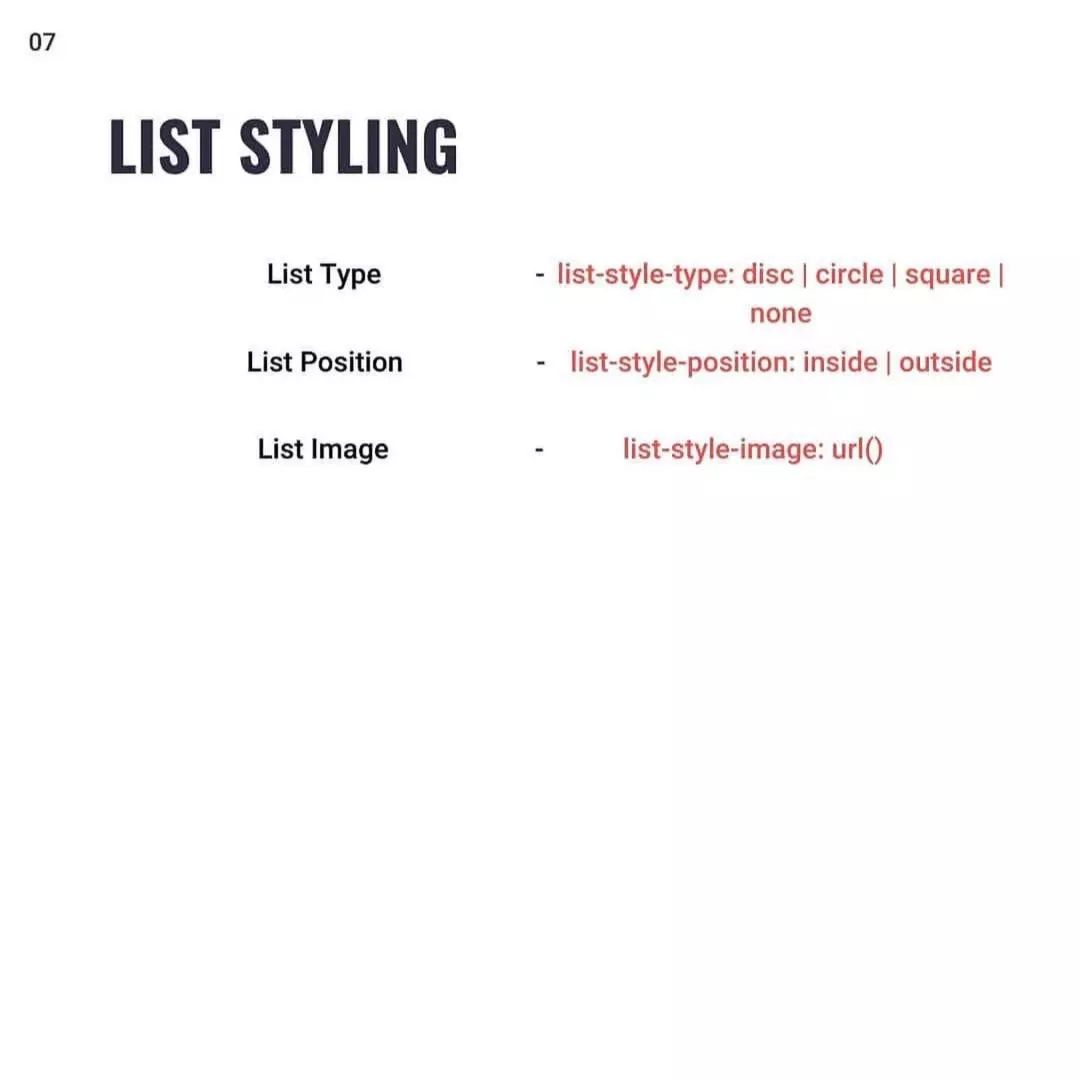 07
LIST STYLING
List Type - list-style-type: disc | circle | square |
none
List Position - list-style-position: inside | outside
List Image - list-style-image: url()